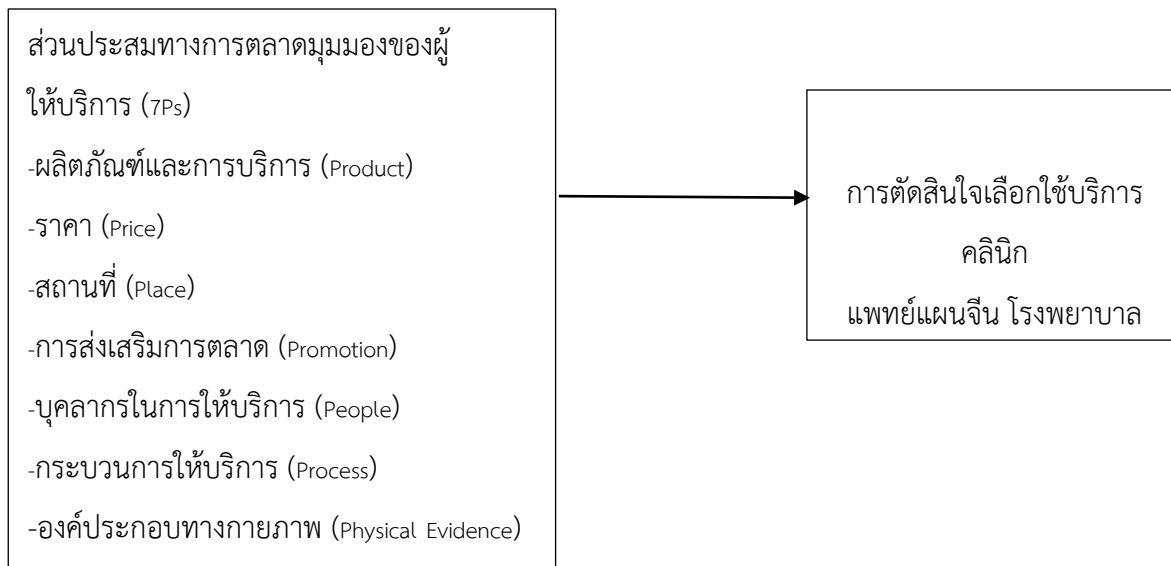 ส่วนประสมทางการตลาดมุมมองของผู้
ให้บริการ (7Ps)
-ผลิตภัณฑ์และการบริการ (Product)
-ราคา (Price)
-สถานที่ (Place)
-การส่งเสริมการตลาด (Promotion)
-บุคลากรในการให้บริการ (People)
-กระบวนการให้บริการ (Process)
-องค์ประกอบทางกายภาพ (Physical Evidence)
การตัดสินใจเลือกใช้บริการ
คลินิก
แพทย์แผนจีน โรงพยาบาล